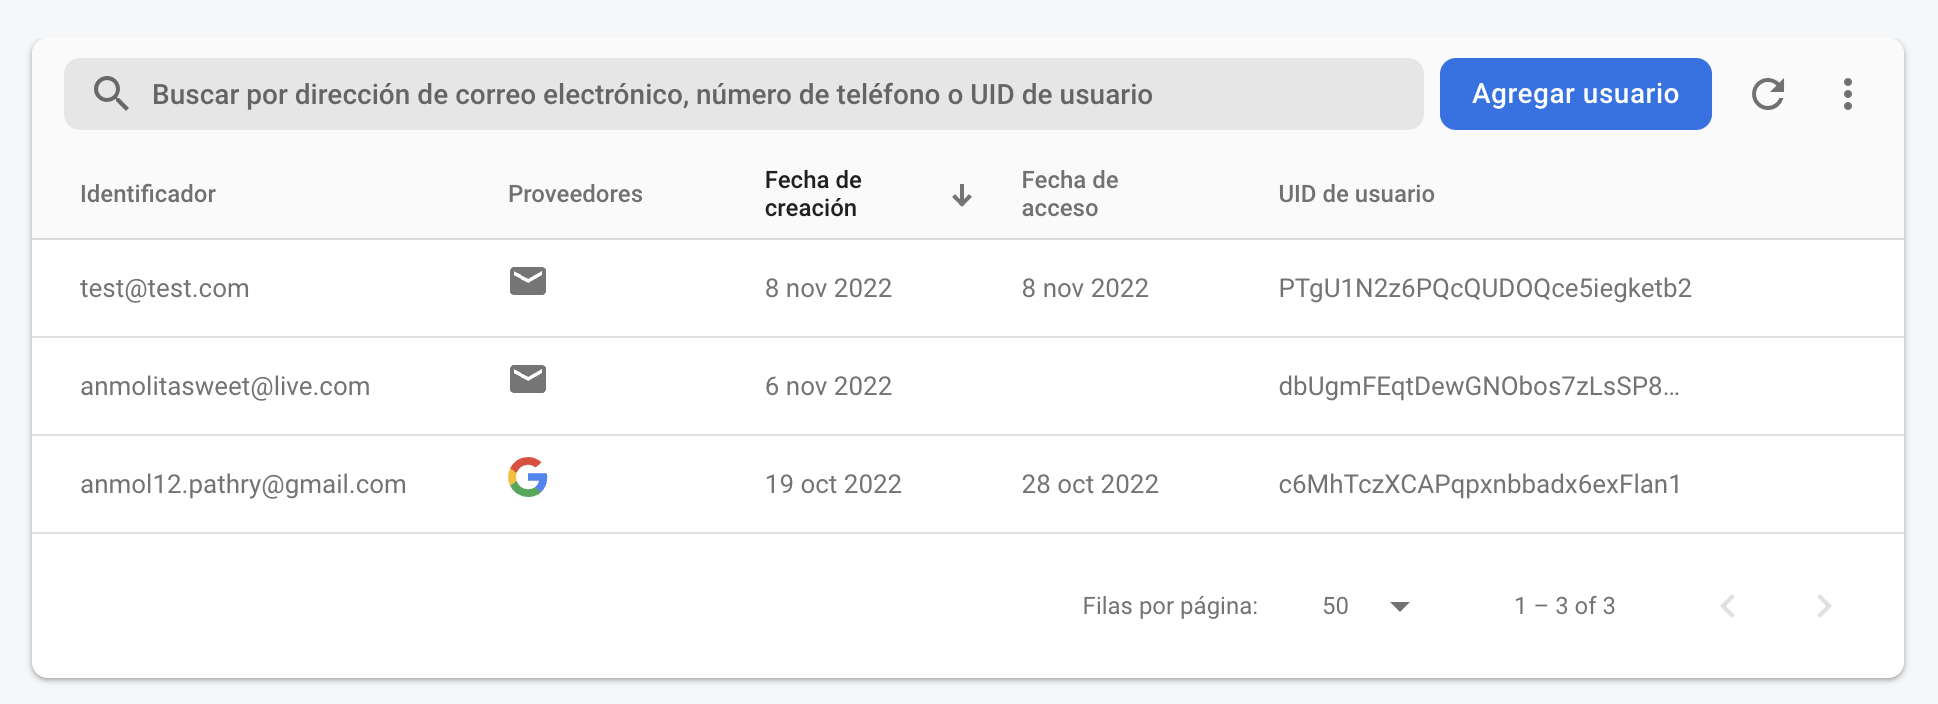 Buscar por dirección de correo electrónico, número de teléfono o UID de usuario
Agregar usuario
Identificador Proveedores Fecha de creación Fecha de acceso UID de usuario
test@test.com 8 nov 2022 8 nov 2022 PTgU1N2z6PQcQUDOQce5iegketb2
anmolitasweet@live.com 6 nov 2022 dbUgmFEqtDewGNObos7zLsSP8...
anmol12.pathry@gmail.com 19 oct 2022 28 oct 2022 c6MhTczXCAPqpxnbbadx6exFlan1
Filas por página: 50 1 – 3 of 3